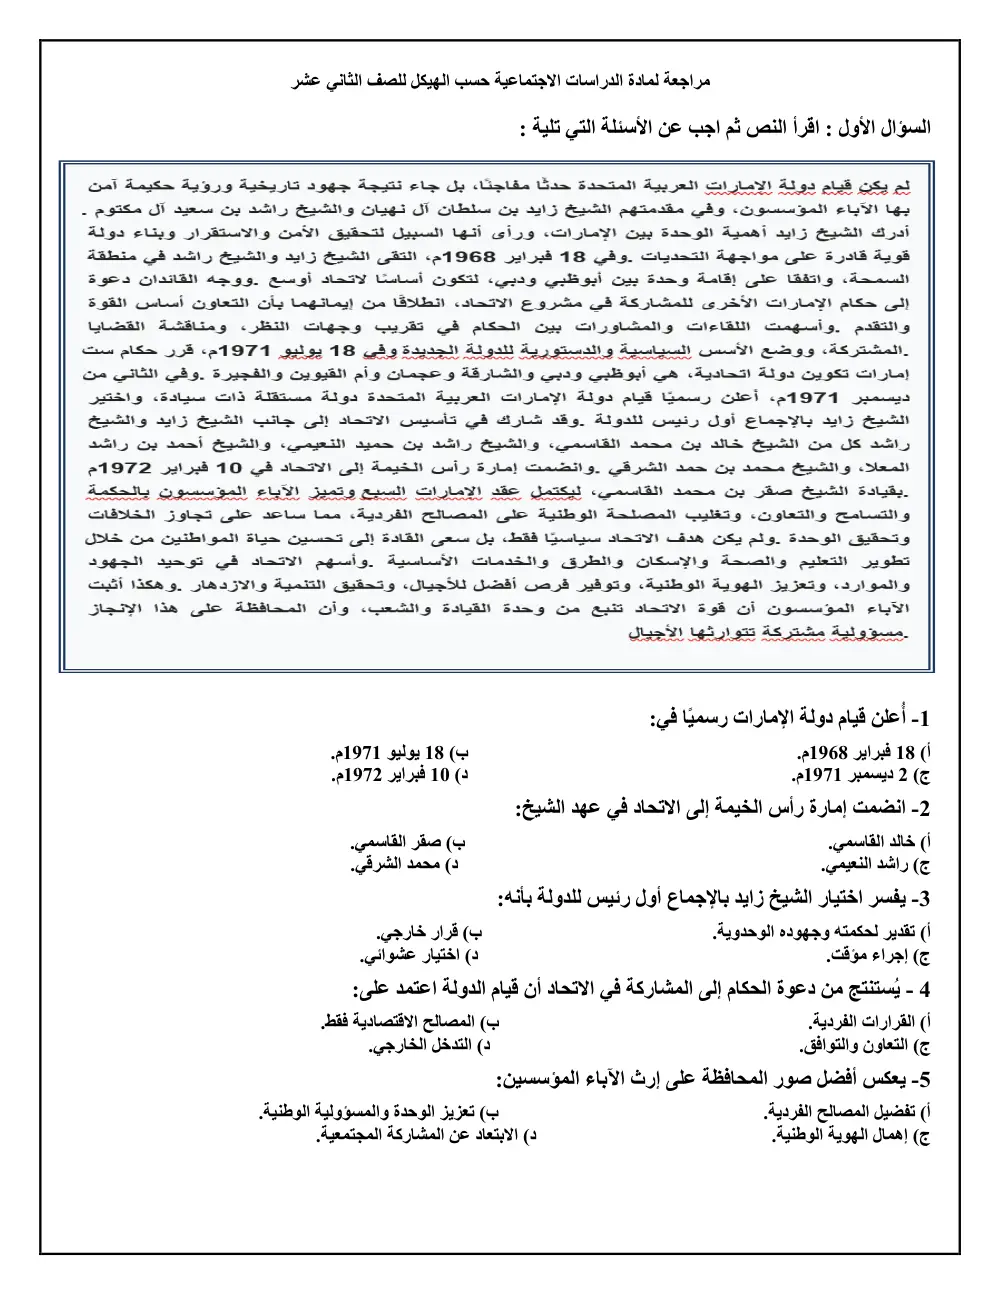 مراجعة لمادة الدراسات الاجتماعية حسب الهيكل للصف الثاني عشر
السؤال الأول : اقرأ النص ثم اجب عن الأسئلة التي تلية :
لم يكن قيام دولة الإمارات العربية المتحدة حدثًا مفاجئًا، بل جاء نتيجة جهود تاريخية ورؤية حكيمة آمن
بها الآباء المؤسسون، وفي مقدمتهم الشيخ زايد بن سلطان آل نهيان والشيخ راشد بن سعيد آل مكتوم .
أدرك الشيخ زايد أهمية الوحدة بين الإمارات، ورأى أنها السبيل لتحقيق الأمن والاستقرار وبناء دولة
قوية قادرة على مواجهة التحديات .وفي 18 فبراير 1968م، التقى الشيخ زايد والشيخ راشد في منطقة
السمحة، واتفقا على إقامة وحدة بين أبوظبي ودبي، لتكون أساسًا لاتحاد أوسع .ووجه القائدان دعوة
إلى حكام الإمارات الأخرى للمشاركة في مشروع الاتحاد، انطلاقًا من إيمانهما بأن التعاون أساس القوة
والتقدم .وأسهمت اللقاءات والمشاورات بين الحكام في تقريب وجهات النظر، ومناقشة القضايا
.المشتركة، ووضع الأسس السياسية والدستورية للدولة الجديدة وفي 18 يوليو 1971م، قرر حكام ست
إمارات تكوين دولة اتحادية، هي أبوظبي ودبي والشارقة وعجمان وأم القيوين والفجيرة .وفي الثاني من
ديسمبر 1971م، أعلن رسميًا قيام دولة الإمارات العربية المتحدة دولة مستقلة ذات سيادة، واختير
الشيخ زايد بالإجماع أول رئيس للدولة .وقد شارك في تأسيس الاتحاد إلى جانب الشيخ زايد والشيخ
راشد كل من الشيخ خالد بن محمد القاسمي، والشيخ راشد بن حميد النعيمي، والشيخ أحمد بن راشد
المعلا، والشيخ محمد بن حمد الشرقي .وانضمت إمارة رأس الخيمة إلى الاتحاد في 10 فبراير 1972م
.بقيادة الشيخ صقر بن محمد القاسمي، ليكتمل عقد الإمارات السبع وتميز الآباء المؤسسون بالحكمة
والتسامح والتعاون، وتغليب المصلحة الوطنية على المصالح الفردية، مما ساعد على تجاوز الخلافات
وتحقيق الوحدة .ولم يكن هدف الاتحاد سياسيًا فقط، بل سعى القادة إلى تحسين حياة المواطنين من خلال
تطوير التعليم والصحة والإسكان والطرق والخدمات الأساسية .وأسهم الاتحاد في توحيد الجهود
والموارد، وتعزيز الهوية الوطنية، وتوفير فرص أفضل للأجيال، وتحقيق التنمية والازدهار .وهكذا أثبت
الآباء المؤسسون أن قوة الاتحاد تنبع من وحدة القيادة والشعب، وأن المحافظة على هذا الإنجاز
.مسؤولية مشتركة تتوارثها الأجيال
1- أُعلن قيام دولة الإمارات رسميًا في:
أ) 18 فبراير 1968م. ب) 18 يوليو 1971م.
ج) 2 ديسمبر 1971م. د) 10 فبراير 1972م.
2- انضمت إمارة رأس الخيمة إلى الاتحاد في عهد الشيخ:
أ) خالد القاسمي. ب) صقر القاسمي.
ج) راشد النعيمي. د) محمد الشرقي.
3- يفسر اختيار الشيخ زايد بالإجماع أول رئيس للدولة بأنه:
أ) تقدير لحكمته وجهوده الوحدوية. ب) قرار خارجي.
ج) إجراء مؤقت. د) اختيار عشوائي.
4 - يُستنتج من دعوة الحكام إلى المشاركة في الاتحاد أن قيام الدولة اعتمد على:
أ) القرارات الفردية. ب) المصالح الاقتصادية فقط.
ج) التعاون والتوافق. د) التدخل الخارجي.
5- يعكس أفضل صور المحافظة على إرث الآباء المؤسسين:
أ) تفضيل المصالح الفردية. ب) تعزيز الوحدة والمسؤولية الوطنية.
ج) إهمال الهوية الوطنية. د) الابتعاد عن المشاركة المجتمعية.